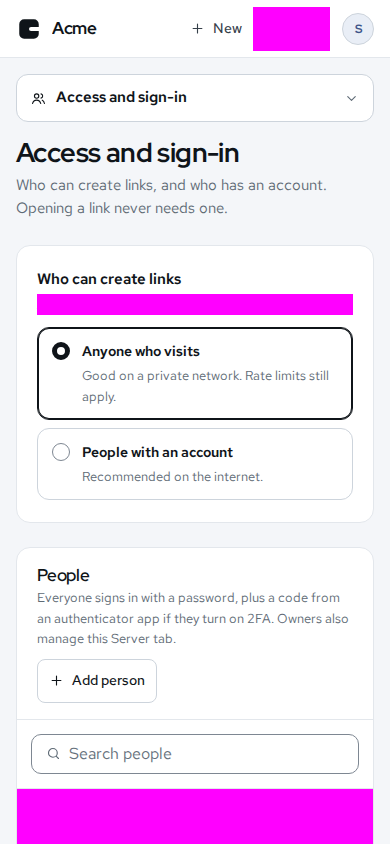 Acme
New
S
Access and sign-in
Access and sign-in
Who can create links, and who has an account.
Opening a link never needs one.
Who can create links
Anyone who visits
Good on a private network. Rate limits still
apply.
People with an account
Recommended on the internet.
People
Everyone signs in with a password, plus a code from
an authenticator app if they turn on 2FA. Owners also
manage this Server tab.
Add person
Search people